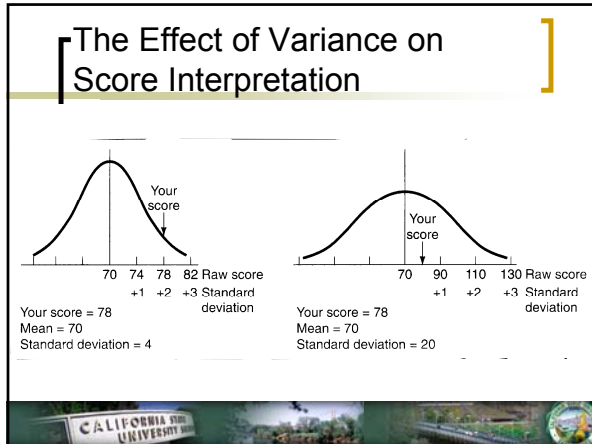 The Effect of Variance on
Score Interpretation
Your
score
70 74 78 82 Raw score
+1 +2 +3 Standard
deviation
Your score = 78
Mean = 70
Standard deviation = 4
Your
score
70 90 110 130 Raw score
+1 +2 +3 Standard
deviation
Your score = 78
Mean = 70
Standard deviation = 20
CALIFORNIA STATE
UNIVERSITY